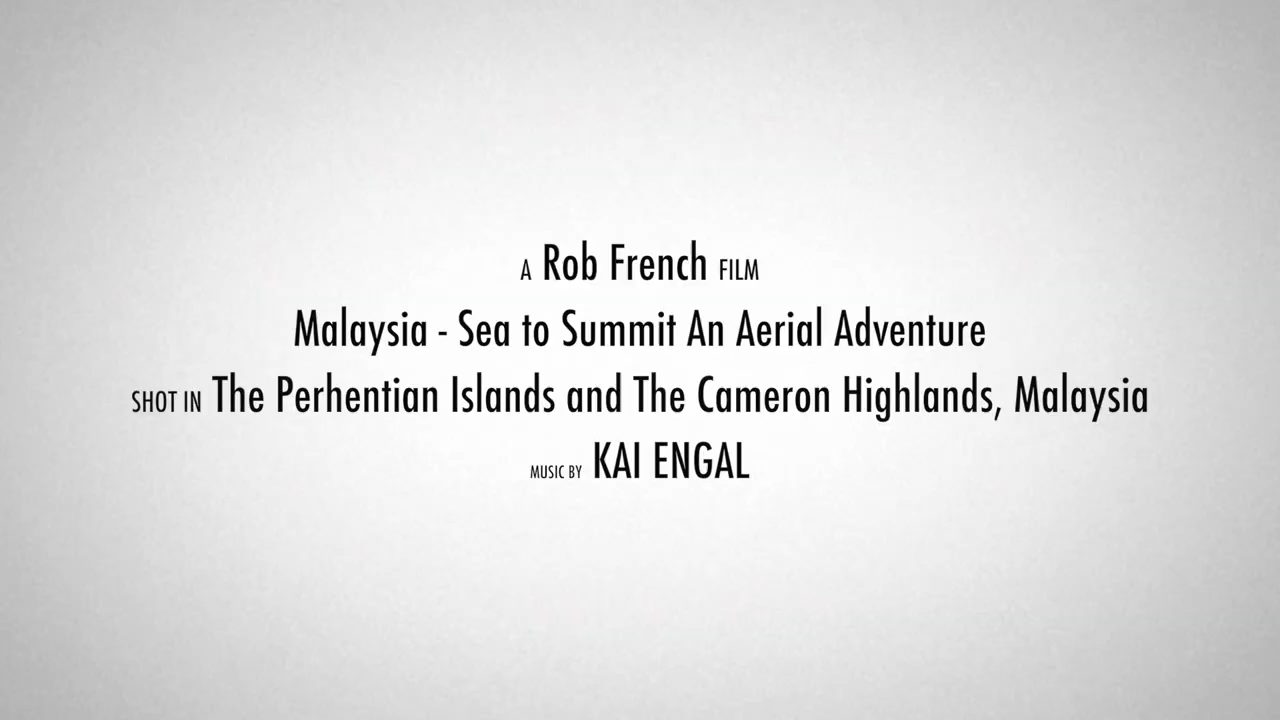 A Rob French FILM
Malaysia - Sea to Summit An Aerial Adventure
SHOT IN The Perhentian Islands and The Cameron Highlands, Malaysia
MUSIC BY KAI ENGAL